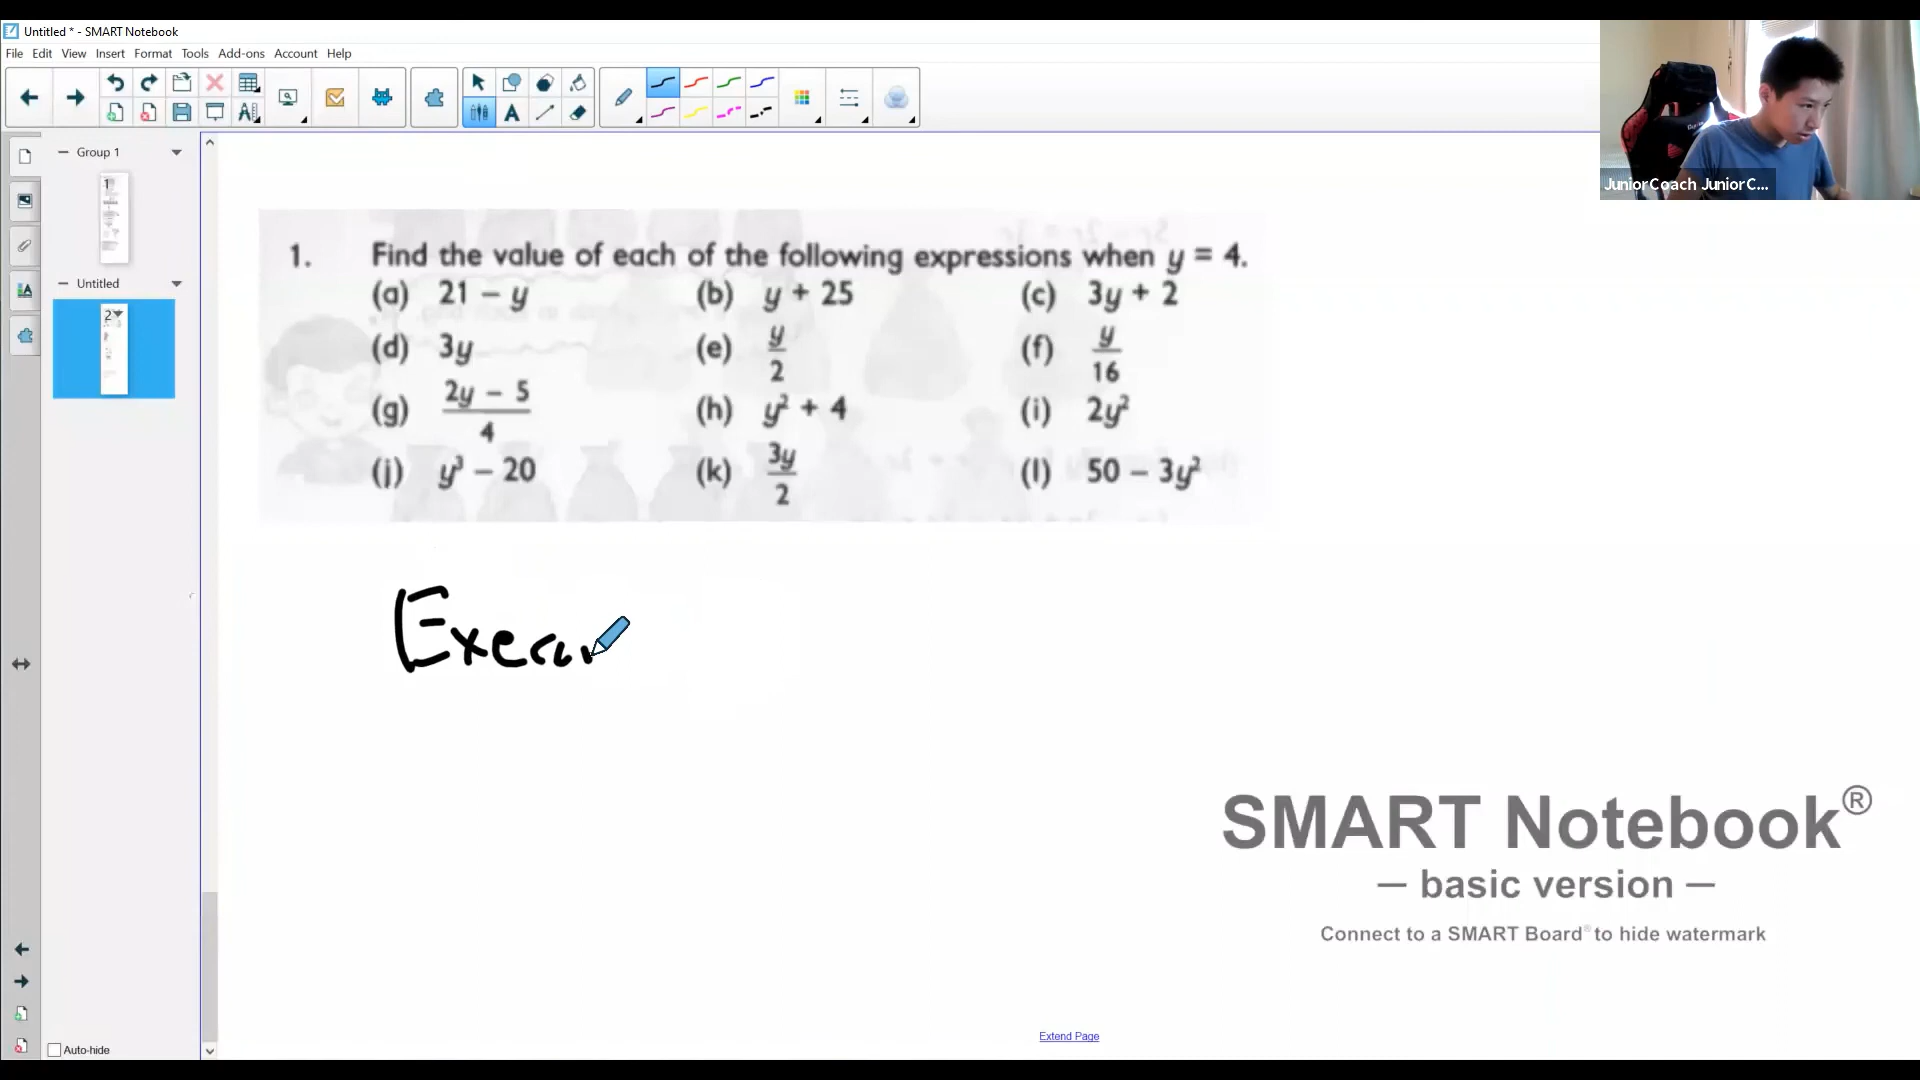 Untitled * - SMART Notebook
File Edit View Insert Format Tools Add-ons Account Help
Group 1
1
Untitled
2
JuniorCoach JuniorC...
1. Find the value of each of the following expressions when y = 4.
(a) 21 – y (b) y + 25 (c) 3y + 2
(d) 3y (e) y/2 (f) y/16
(g) (2y – 5)/4 (h) y² + 4 (i) 2y²
(j) y³ – 20 (k) 3y/2 (l) 50 – 3y²
SMART Notebook®
— basic version —
Connect to a SMART Board® to hide watermark
Extend Page
Auto-hide